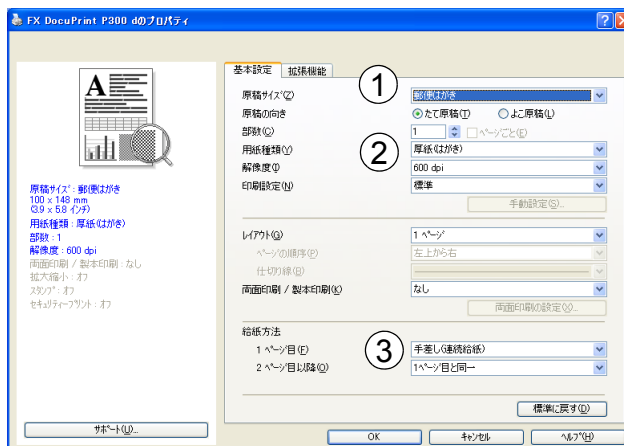 FX DocuPrint P300 dのプロパティ
基本設定 拡張機能
①
原稿サイズ(Z) 郵便はがき
原稿の向き たて原稿(T) よこ原稿(L)
部数(C) 1 ページごと(E)
②
用紙種類(Y) 厚紙(はがき)
解像度(I) 600 dpi
印刷設定(N) 標準
手動設定(S)...
レイアウト(G) 1 ページ
ページの順序(P) 左上から右
仕切り線(B)
両面印刷 / 製本印刷(K) なし
両面印刷の設定(V)...
給紙方法
③
1 ページ目(F) 手差し(連続給紙)
2 ページ目以降(O) 1ページ目と同一
標準に戻す(D)
A
原稿サイズ : 郵便はがき
100 x 148 mm
(3.9 x 5.8 インチ)
用紙種類 : 厚紙(はがき)
部数 : 1
解像度 : 600 dpi
両面印刷 / 製本印刷 : なし
拡大縮小 : オフ
スタンプ : オフ
セキュリティープリント : オフ
サポート(U)...
OK キャンセル ヘルプ(H)